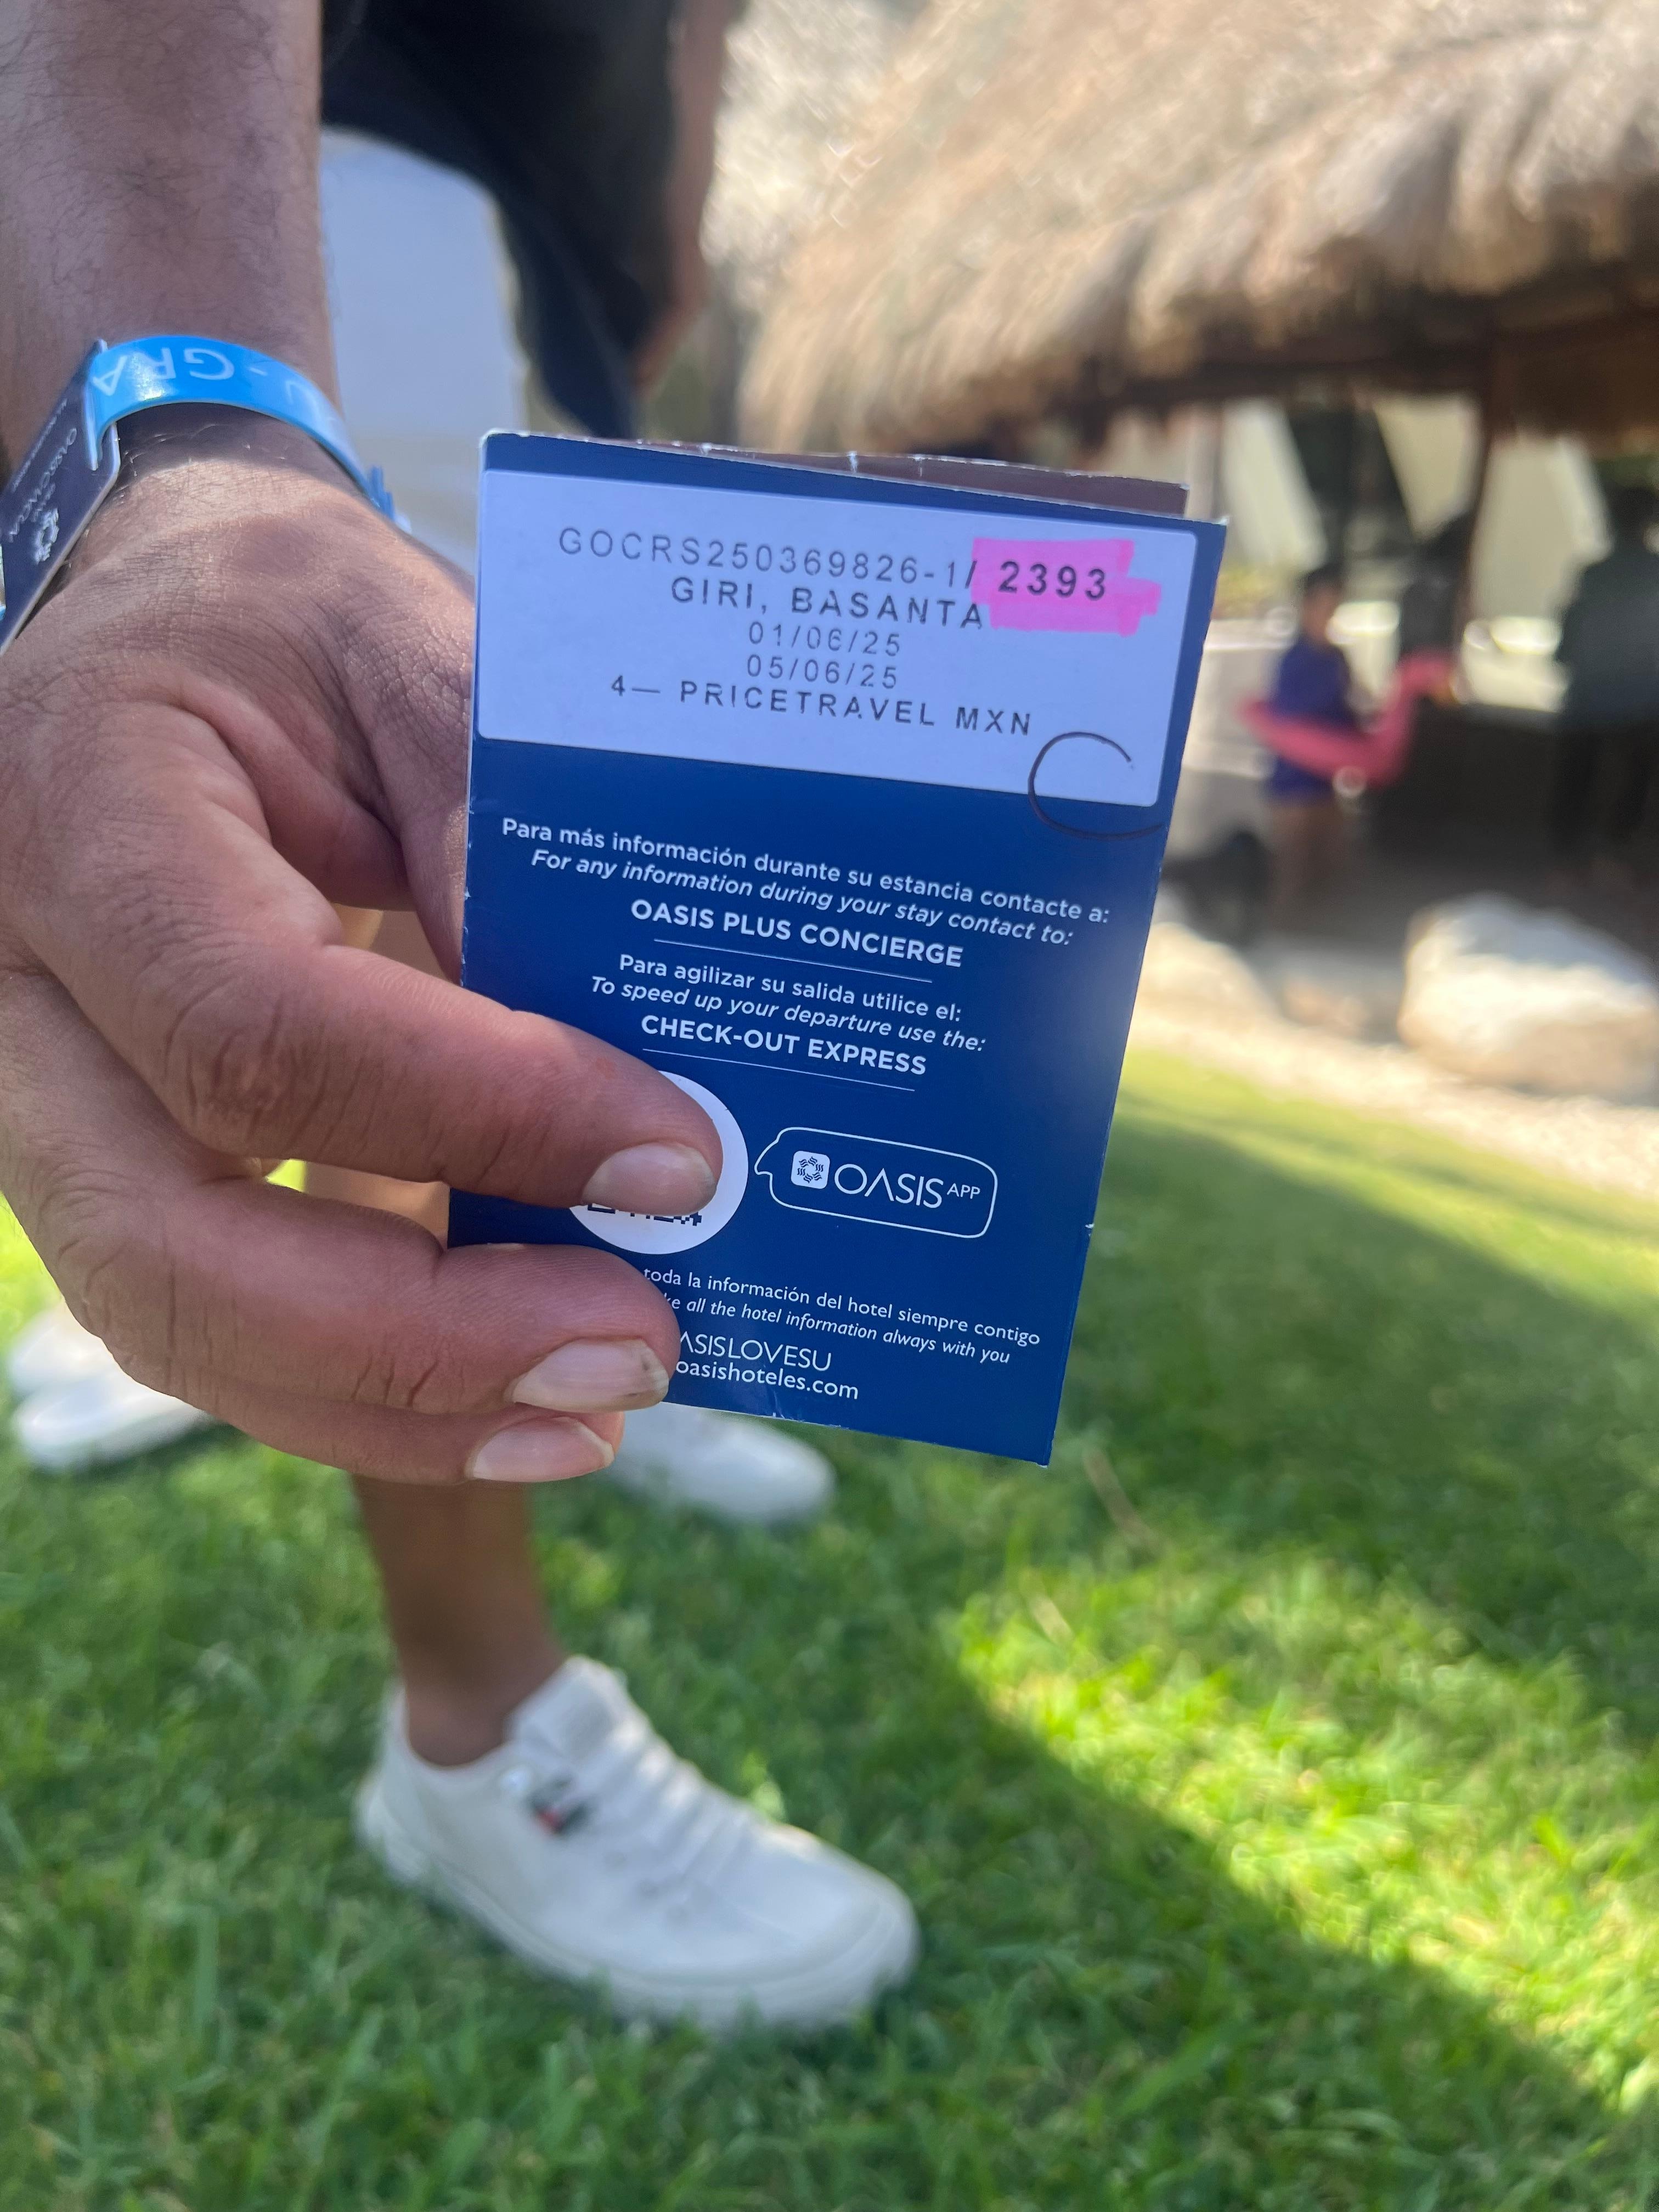 GOCRS250369826-1/ 2393
GIRI, BASANTA
01/06/25
05/06/25
4— PRICETRAVEL MXN
Para más información durante su estancia contacte a:
For any information during your stay contact to:
OASIS PLUS CONCIERGE
Para agilizar su salida utilice el:
To speed up your departure use the:
CHECK-OUT EXPRESS
OASIS APP
toda la información del hotel siempre contigo
all the hotel information always with you
oasishoteles.com